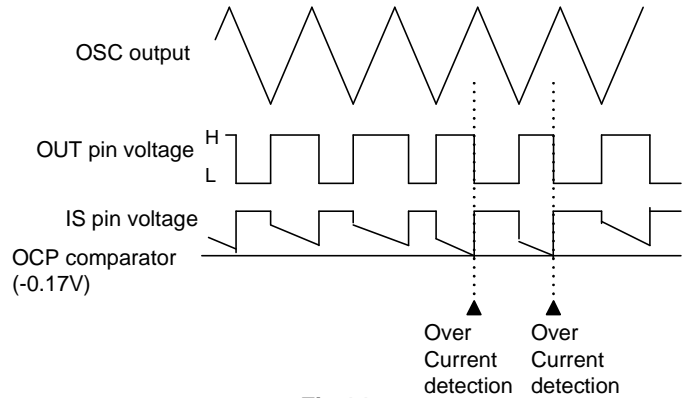 OSC output
OUT pin voltage
H
L
IS pin voltage
OCP comparator
(-0.17V)
Over
Current
detection
Over
Current
detection